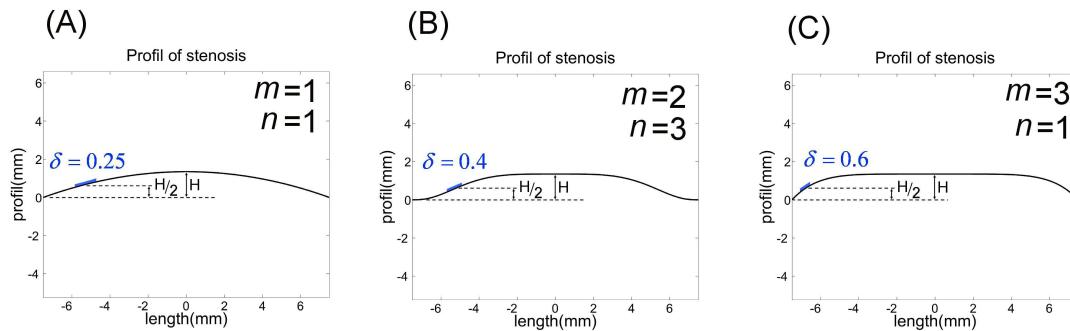 (A)
Profil of stenosis
m=1
n=1
δ = 0.25
H/2
H
profil(mm)
6
4
2
0
-2
-4
-6
-4
-2
0
2
4
6
length(mm)
(B)
Profil of stenosis
m=2
n=3
δ = 0.4
H/2
H
profil(mm)
6
4
2
0
-2
-4
-6
-4
-2
0
2
4
6
length(mm)
(C)
Profil of stenosis
m=3
n=1
δ = 0.6
H/2
H
profil(mm)
6
4
2
0
-2
-4
-6
-4
-2
0
2
4
6
length(mm)